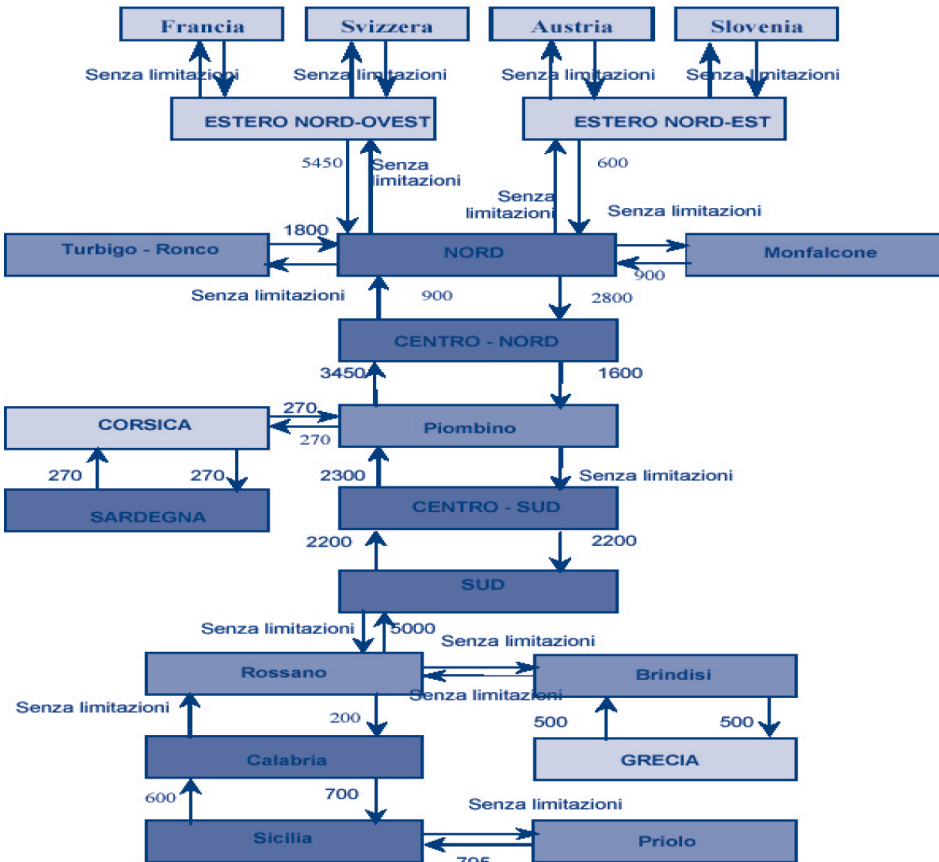 Francia
Svizzera
Austria
Slovenia
Senza limitazioni
Senza limitazioni
Senza limitazioni
Senza limitazioni
ESTERO NORD-OVEST
ESTERO NORD-EST
5450
Senza
limitazioni
600
Senza
limitazioni
Senza limitazioni
Turbigo - Ronco
1800
NORD
Monfalcone
Senza limitazioni
900
2800
900
CENTRO - NORD
3450
1600
CORSICA
270
270
Piombino
270
270
2300
Senza limitazioni
SARDEGNA
CENTRO - SUD
2200
2200
SUD
Senza limitazioni
5000
Senza limitazioni
Rossano
Brindisi
Senza limitazioni
Senza limitazioni
200
500
500
Calabria
GRECIA
600
700
Senza limitazioni
Sicilia
Priolo
705